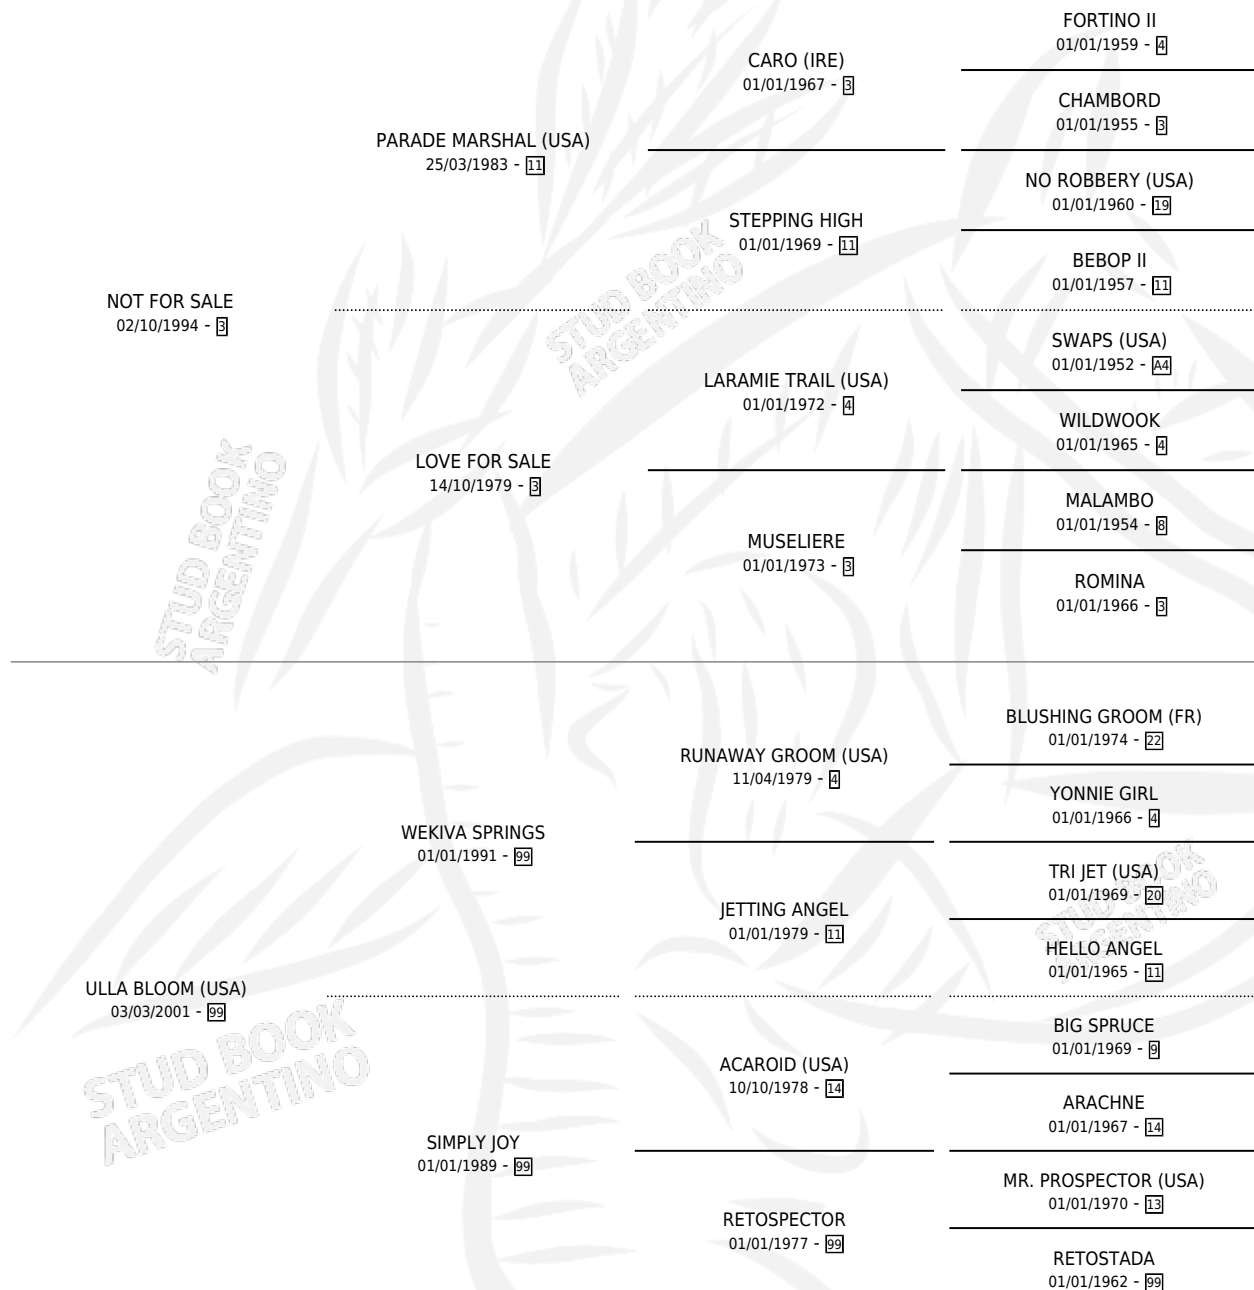 FORTINO II
01/01/1959 - 4
CARO (IRE)
01/01/1967 - 3
CHAMBORD
01/01/1955 - 3
PARADE MARSHAL (USA)
25/03/1983 - 11
NO ROBBERY (USA)
01/01/1960 - 19
STEPPING HIGH
01/01/1969 - 11
BEBOP II
01/01/1957 - 11
NOT FOR SALE
02/10/1994 - 3
STUD BOOK
ARGENTINO
SWAPS (USA)
01/01/1952 - A4
LARAMIE TRAIL (USA)
01/01/1972 - 4
WILDWOOK
01/01/1965 - 4
LOVE FOR SALE
14/10/1979 - 3
MALAMBO
01/01/1954 - 8
MUSELIERE
01/01/1973 - 3
ROMINA
01/01/1966 - 3
STUD BOOK
ARGENTINO
BLUSHING GROOM (FR)
01/01/1974 - 22
RUNAWAY GROOM (USA)
11/04/1979 - 4
YONNIE GIRL
01/01/1966 - 4
WEKIVA SPRINGS
01/01/1991 - 99
TRI JET (USA)
01/01/1969 - 20
JETTING ANGEL
01/01/1979 - 11
STUD BOOK
ARGENTINO
HELLO ANGEL
01/01/1965 - 11
ULLA BLOOM (USA)
03/03/2001 - 99
STUD BOOK
ARGENTINO
BIG SPRUCE
01/01/1969 - 9
ACAROID (USA)
10/10/1978 - 14
ARACHNE
01/01/1967 - 14
SIMPLY JOY
01/01/1989 - 99
MR. PROSPECTOR (USA)
01/01/1970 - 13
RETOSPECTOR
01/01/1977 - 99
RETOSTADA
01/01/1962 - 99